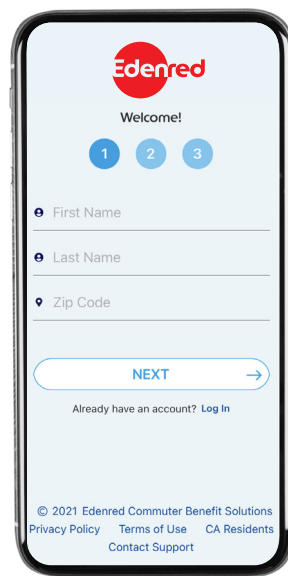 Edenred
Welcome!
1 2 3
First Name
Last Name
Zip Code
NEXT
Already have an account? Log In
© 2021 Edenred Commuter Benefit Solutions
Privacy Policy Terms of Use CA Residents
Contact Support